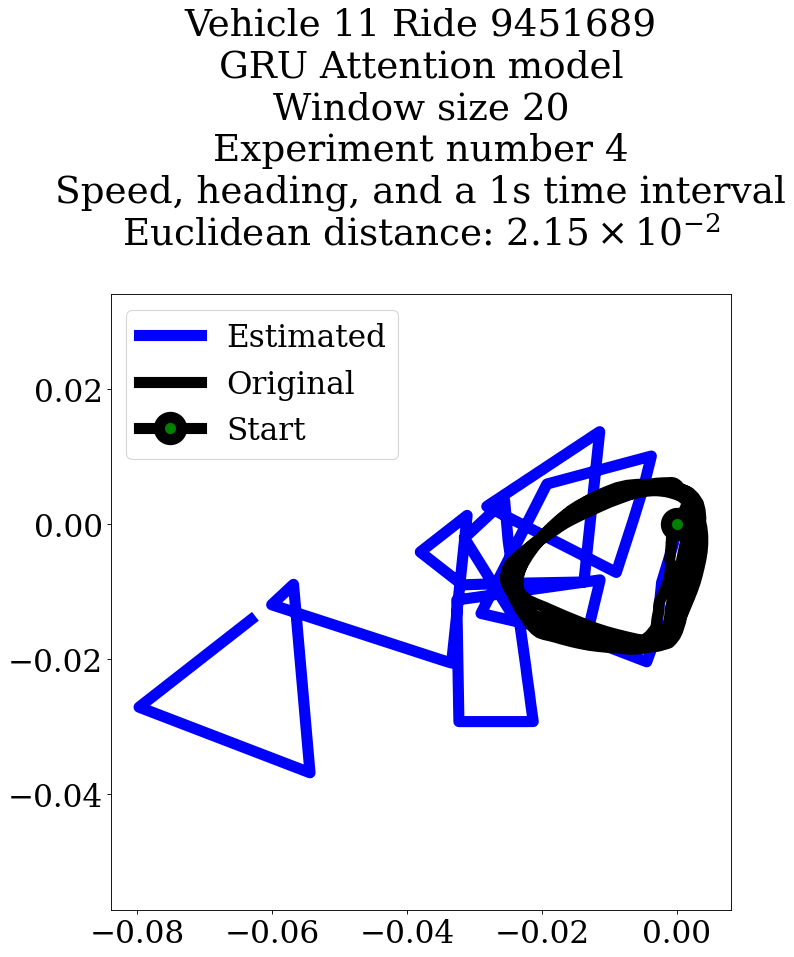 Vehicle 11 Ride 9451689
GRU Attention model
Window size 20
Experiment number 4
Speed, heading, and a 1s time interval
Euclidean distance: 2.15 × 10⁻²
Estimated
Original
Start
0.02
0.00
−0.02
−0.04
−0.08 −0.06 −0.04 −0.02 0.00